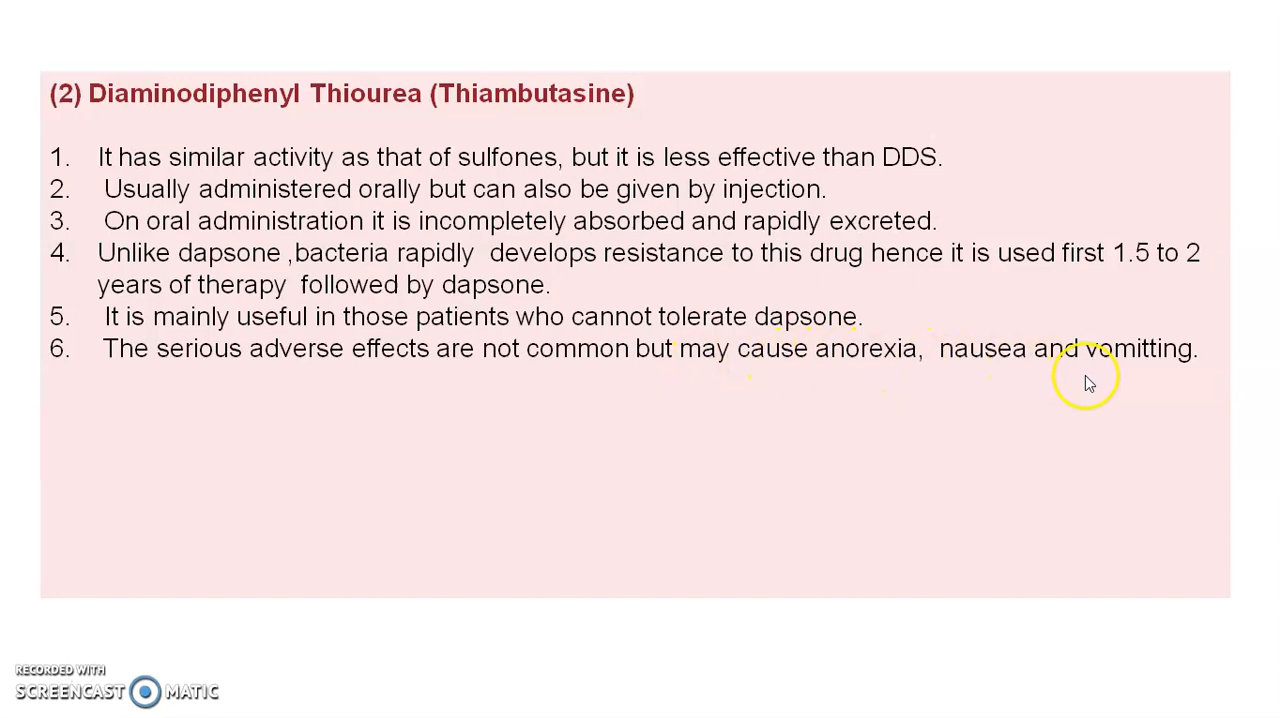 (2) Diaminodiphenyl Thiourea (Thiambutasine)
1. It has similar activity as that of sulfones, but it is less effective than DDS.
2. Usually administered orally but can also be given by injection.
3. On oral administration it is incompletely absorbed and rapidly excreted.
4. Unlike dapsone ,bacteria rapidly develops resistance to this drug hence it is used first 1.5 to 2
years of therapy followed by dapsone.
5. It is mainly useful in those patients who cannot tolerate dapsone.
6. The serious adverse effects are not common but may cause anorexia, nausea and vomitting.
RECORDED WITH
SCREENCAST MATIC